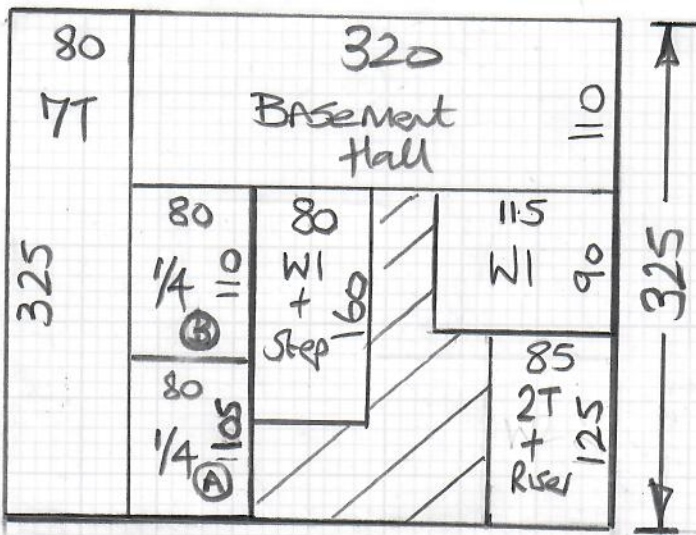 80
7T
325
320
Basement
Hall
110
80
1/4 110
B
80
1/4 105
A
80
W1
+
Step 160
115
W1 90
85
2T
+
Riser
125
325